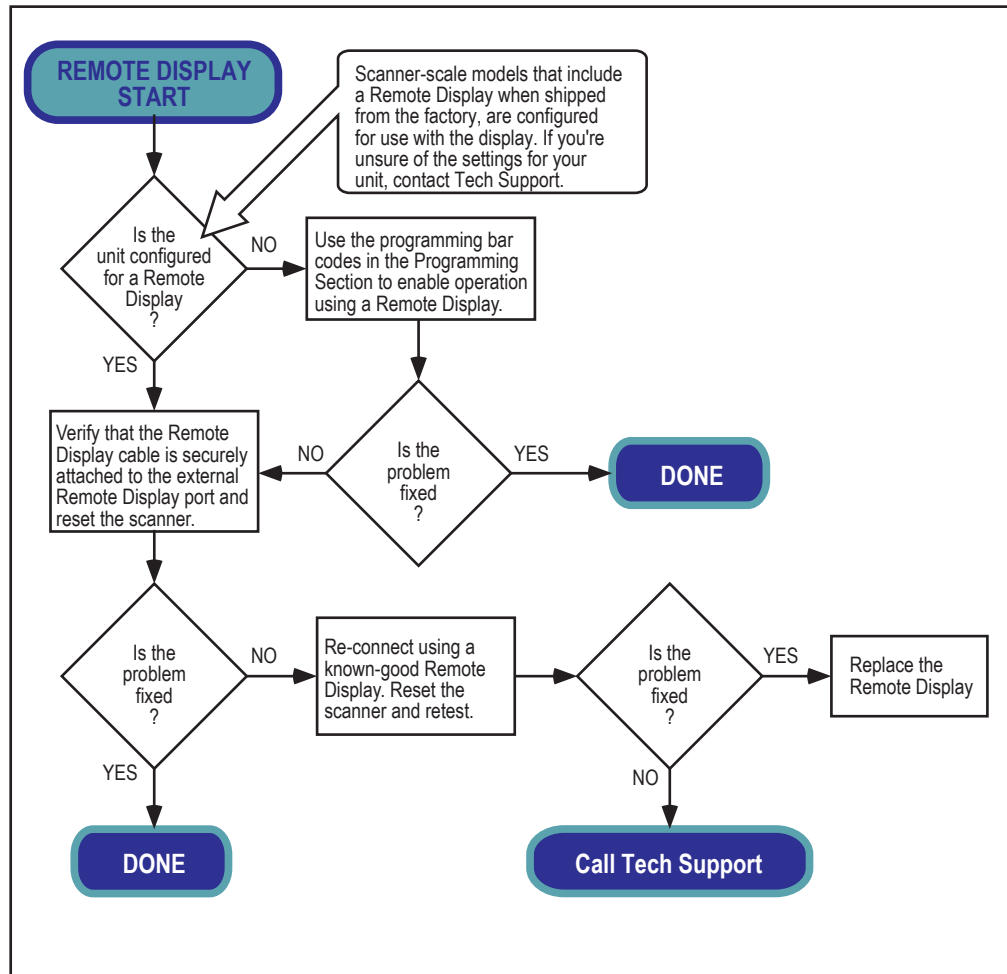 REMOTE DISPLAY
START
Scanner-scale models that include
a Remote Display when shipped
from the factory, are configured
for use with the display. If you're
unsure of the settings for your
unit, contact Tech Support.
Is the
unit configured
for a Remote
Display
?
NO
Use the programming bar
codes in the Programming
Section to enable operation
using a Remote Display.
YES
Verify that the Remote
Display cable is securely
attached to the external
Remote Display port and
reset the scanner.
NO
Is the
problem
fixed
?
YES
DONE
Is the
problem
fixed
?
NO
Re-connect using a
known-good Remote
Display. Reset the
scanner and retest.
Is the
problem
fixed
?
YES
Replace the
Remote Display
YES
NO
DONE
Call Tech Support